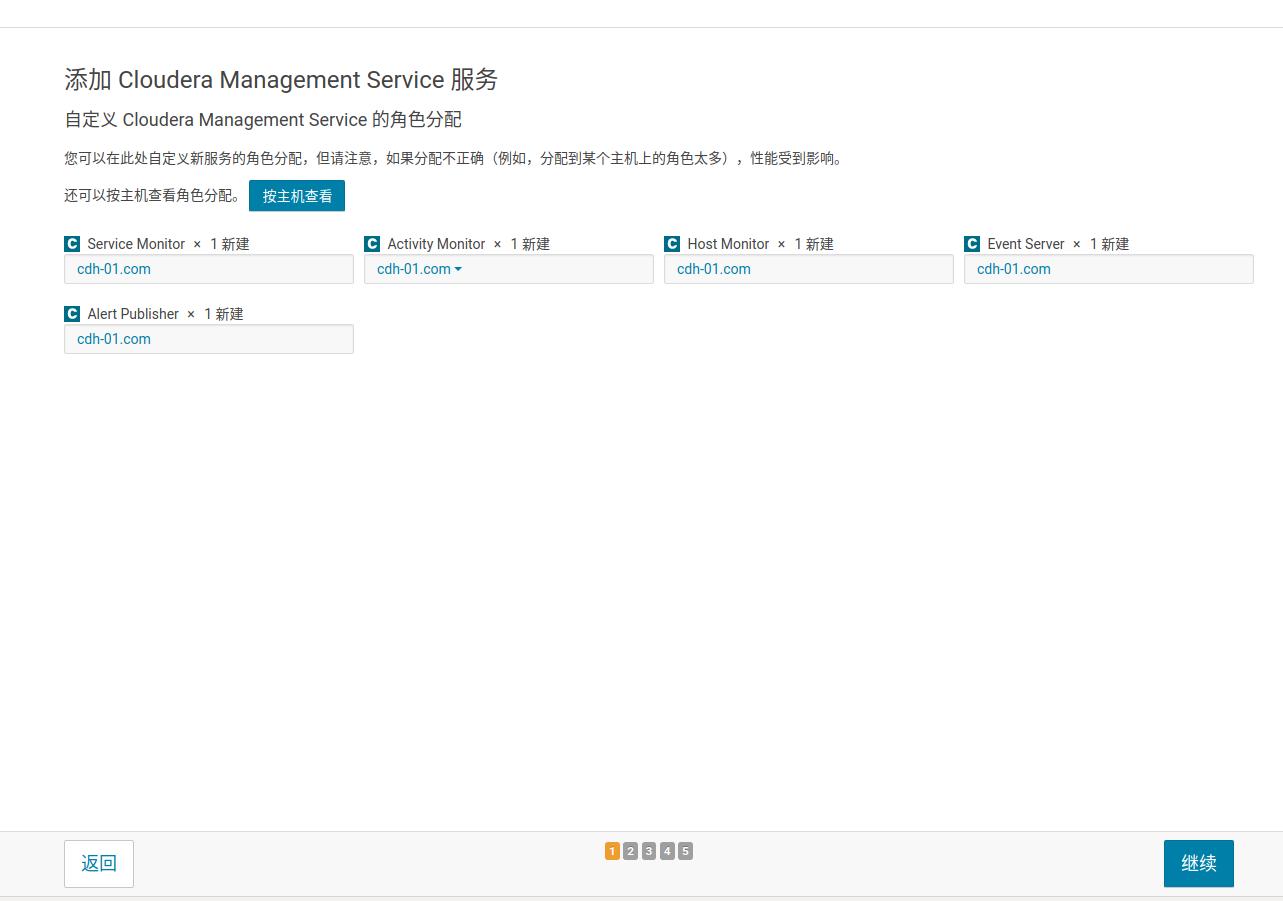 添加 Cloudera Management Service 服务
自定义 Cloudera Management Service 的角色分配
您可以在此处自定义新服务的角色分配，但请注意，如果分配不正确（例如，分配到某个主机上的角色太多），性能受到影响。
还可以按主机查看角色分配。 按主机查看
C Service Monitor × 1 新建 C Activity Monitor × 1 新建 C Host Monitor × 1 新建 C Event Server × 1 新建
cdh-01.com cdh-01.com cdh-01.com cdh-01.com
C Alert Publisher × 1 新建
cdh-01.com
返回 1 2 3 4 5 继续